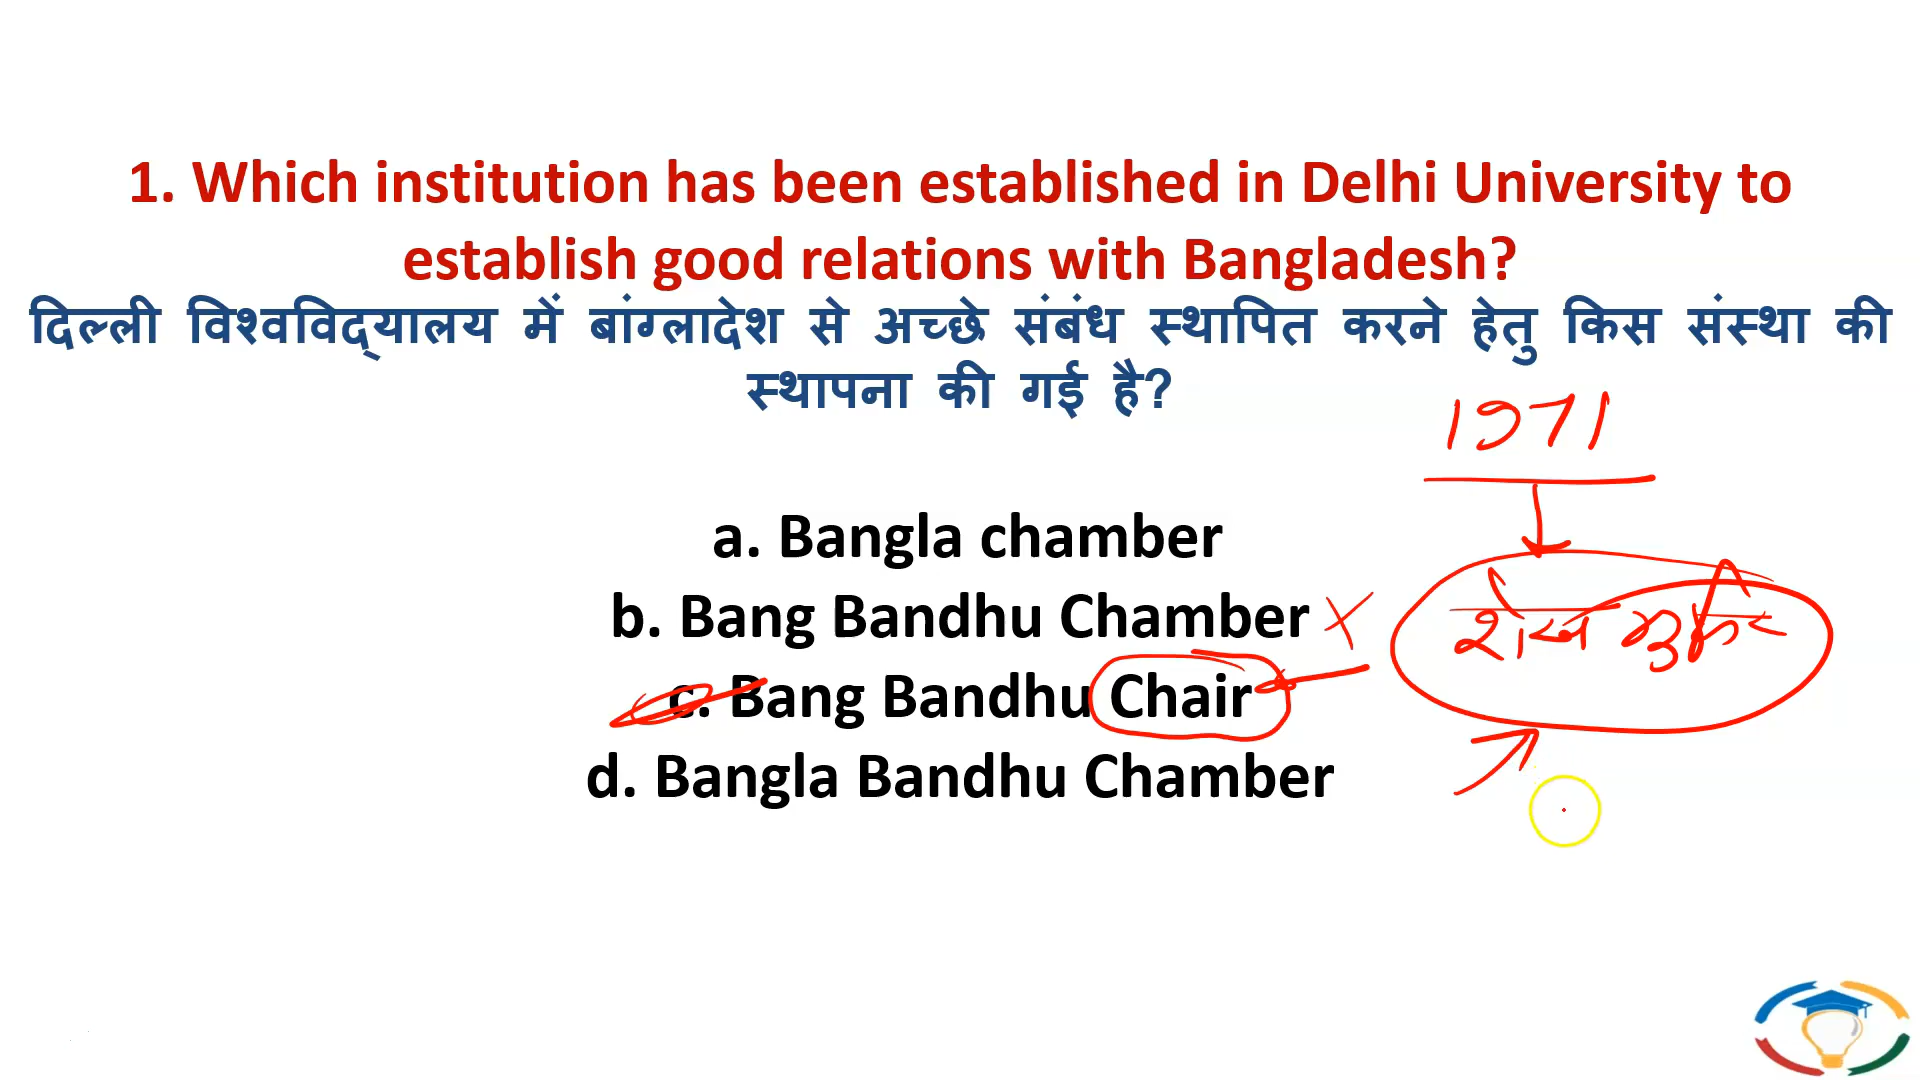 1. Which institution has been established in Delhi University to
establish good relations with Bangladesh?
दिल्ली विश्वविद्यालय में बांग्लादेश से अच्छे संबंध स्थापित करने हेतु किस संस्था की
स्थापना की गई है?
1971
a. Bangla chamber
b. Bang Bandhu Chamber
c. Bang Bandhu Chair
d. Bangla Bandhu Chamber